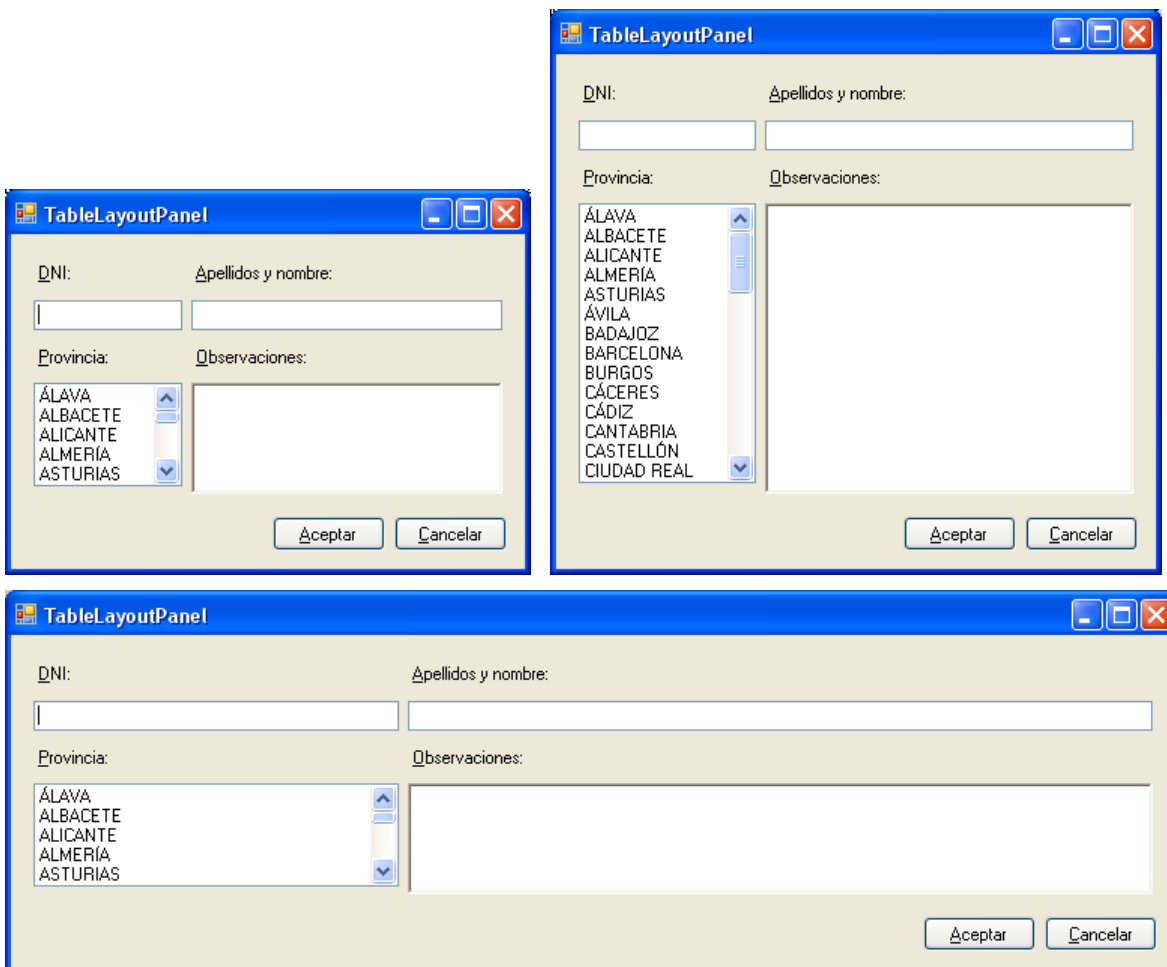 TableLayoutPanel
DNI: Apellidos y nombre:
Provincia: Observaciones:
ÁLAVA
ALBACETE
ALICANTE
ALMERÍA
ASTURIAS
Aceptar Cancelar
TableLayoutPanel
DNI: Apellidos y nombre:
Provincia: Observaciones:
ÁLAVA
ALBACETE
ALICANTE
ALMERÍA
ASTURIAS
ÁVILA
BADAJOZ
BARCELONA
BURGOS
CÁCERES
CÁDIZ
CANTABRIA
CASTELLÓN
CIUDAD REAL
Aceptar Cancelar
TableLayoutPanel
DNI: Apellidos y nombre:
Provincia: Observaciones:
ÁLAVA
ALBACETE
ALICANTE
ALMERÍA
ASTURIAS
Aceptar Cancelar